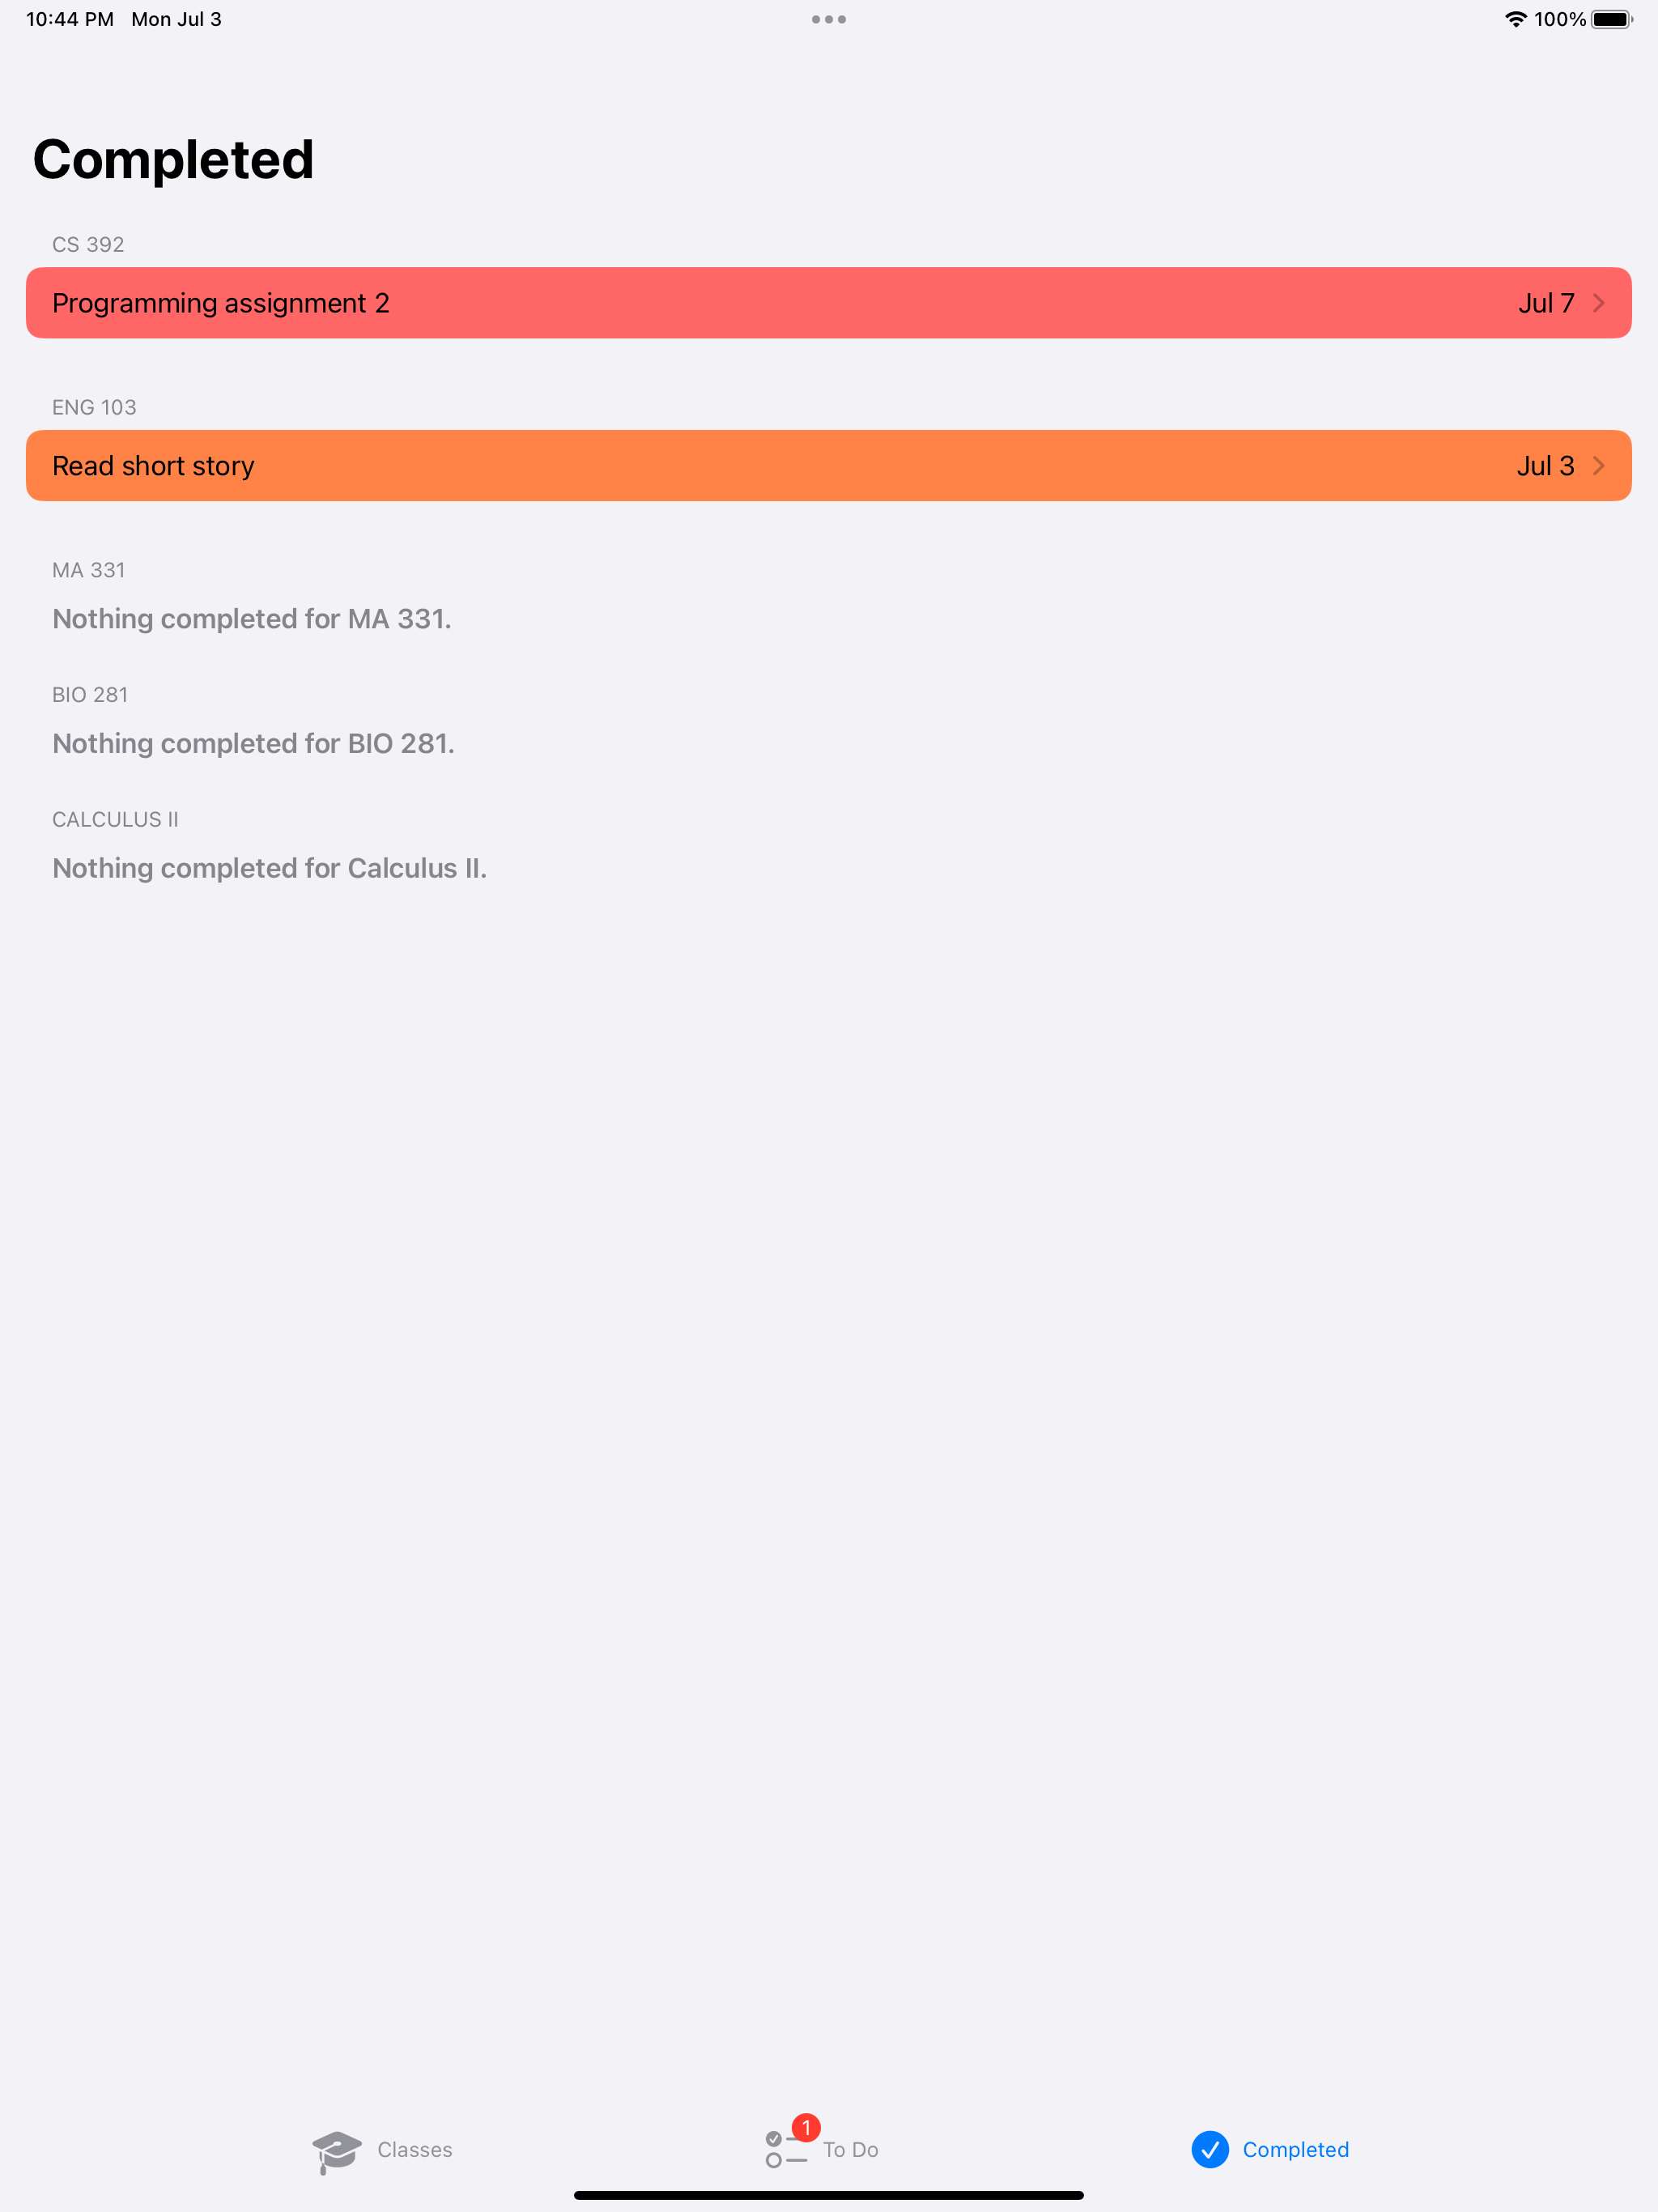 10:44 PM Mon Jul 3 100%
Completed
CS 392
Programming assignment 2 Jul 7
ENG 103
Read short story Jul 3
MA 331
Nothing completed for MA 331.
BIO 281
Nothing completed for BIO 281.
CALCULUS II
Nothing completed for Calculus II.
1
Classes To Do Completed